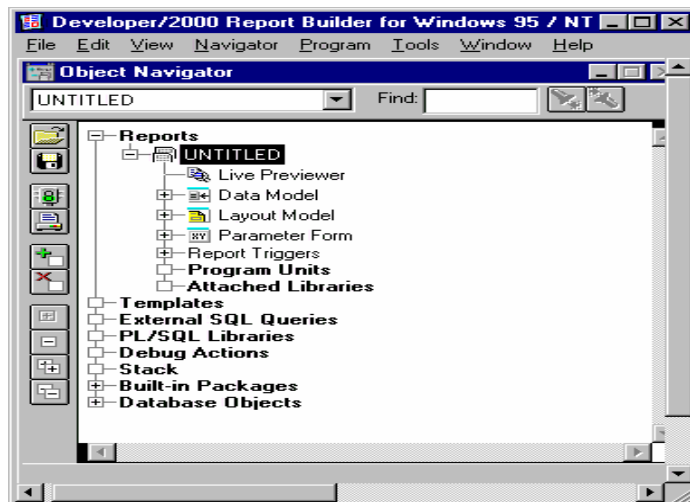 Developer/2000 Report Builder for Windows 95 / NT
File Edit View Navigator Program Tools Window Help
Object Navigator
UNTITLED Find:
Reports
UNTITLED
Live Previewer
Data Model
Layout Model
XY Parameter Form
Report Triggers
Program Units
Attached Libraries
Templates
External SQL Queries
PL/SQL Libraries
Debug Actions
Stack
Built-in Packages
Database Objects